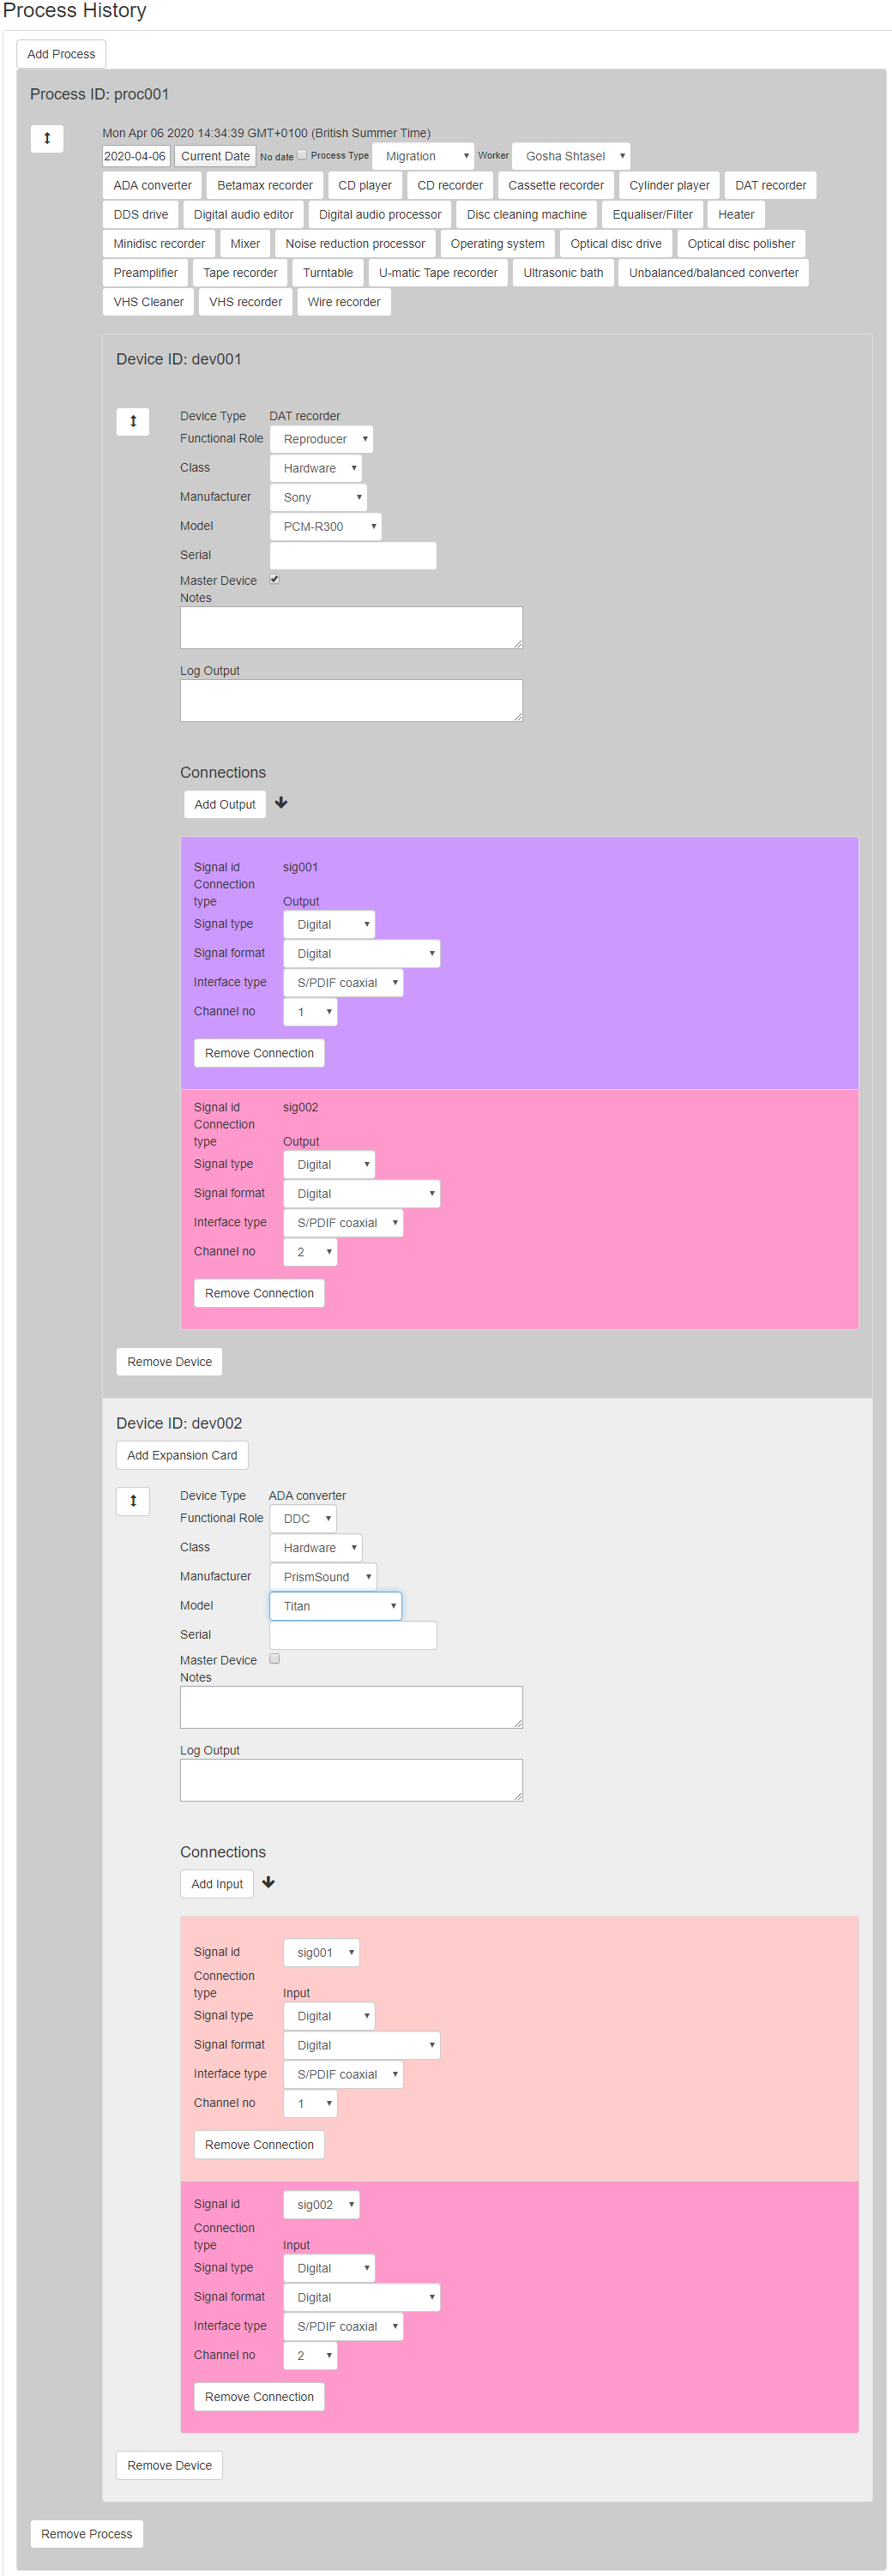 Process History
Add Process
Process ID: proc001
Mon Apr 06 2020 14:34:39 GMT+0100 (British Summer Time)
2020-04-06 Current Date No date Process Type Migration Worker Gosha Shtasel
ADA converter Betamax recorder CD player CD recorder Cassette recorder Cylinder player DAT recorder
DDS drive Digital audio editor Digital audio processor Disc cleaning machine Equaliser/Filter Heater
Minidisc recorder Mixer Noise reduction processor Operating system Optical disc drive Optical disc polisher
Preamplifier Tape recorder Turntable U-matic Tape recorder Ultrasonic bath Unbalanced/balanced converter
VHS Cleaner VHS recorder Wire recorder
Device ID: dev001
Device Type DAT recorder
Functional Role Reproducer
Class Hardware
Manufacturer Sony
Model PCM-R300
Serial
Master Device
Notes
Log Output
Connections
Add Output
Signal id sig001
Connection
type Output
Signal type Digital
Signal format Digital
Interface type S/PDIF coaxial
Channel no 1
Remove Connection
Signal id sig002
Connection
type Output
Signal type Digital
Signal format Digital
Interface type S/PDIF coaxial
Channel no 2
Remove Connection
Remove Device
Device ID: dev002
Add Expansion Card
Device Type ADA converter
Functional Role DDC
Class Hardware
Manufacturer PrismSound
Model Titan
Serial
Master Device
Notes
Log Output
Connections
Add Input
Signal id sig001
Connection
type Input
Signal type Digital
Signal format Digital
Interface type S/PDIF coaxial
Channel no 1
Remove Connection
Signal id sig002
Connection
type Input
Signal type Digital
Signal format Digital
Interface type S/PDIF coaxial
Channel no 2
Remove Connection
Remove Device
Remove Process